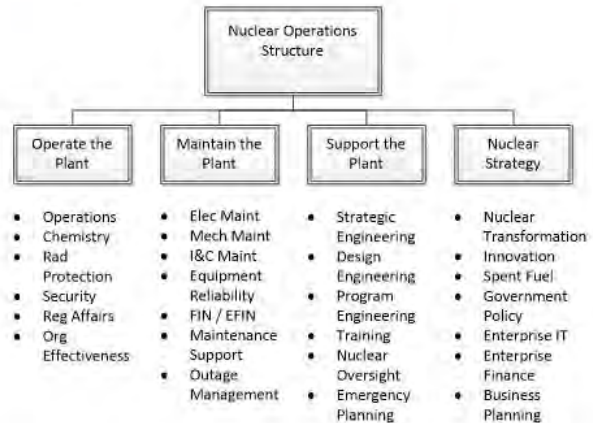 Nuclear Operations
Structure
Operate the
Plant
Maintain the
Plant
Support the
Plant
Nuclear
Strategy
• Operations
• Chemistry
• Rad
Protection
• Security
• Reg Affairs
• Org
Effectiveness
• Elec Maint
• Mech Maint
• I&C Maint
• Equipment
Reliability
• FIN / EFIN
• Maintenance
Support
• Outage
Management
• Strategic
Engineering
• Design
Engineering
• Program
Engineering
• Training
• Nuclear
Oversight
• Emergency
Planning
• Nuclear
Transformation
• Innovation
• Spent Fuel
• Government
Policy
• Enterprise IT
• Enterprise
Finance
• Business
Planning